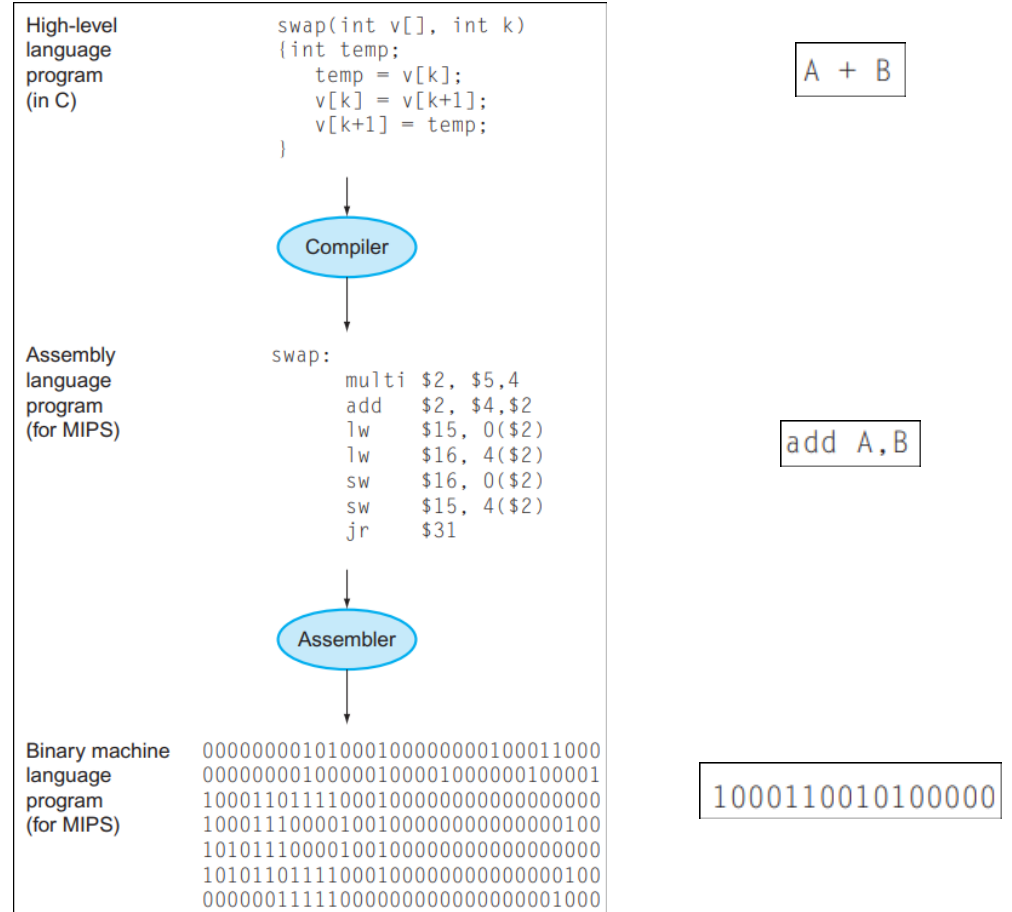 High-level swap(int v[], int k)
language {int temp;
program temp = v[k];
(in C) v[k] = v[k+1];
v[k+1] = temp;
}
A + B
Compiler
Assembly swap:
language multi $2, $5,4
program add $2, $4,$2
(for MIPS) lw $15, 0($2)
lw $16, 4($2)
sw $16, 0($2)
sw $15, 4($2)
jr $31
add A,B
Assembler
Binary machine 00000000101000100000000100011000
language 00000000100000100001000000100001
program 10001101111000100000000000000000
(for MIPS) 10001110000100100000000000000100
10101110000100100000000000000000
10101101111000100000000000000100
00000011111000000000000000001000
1000110010100000